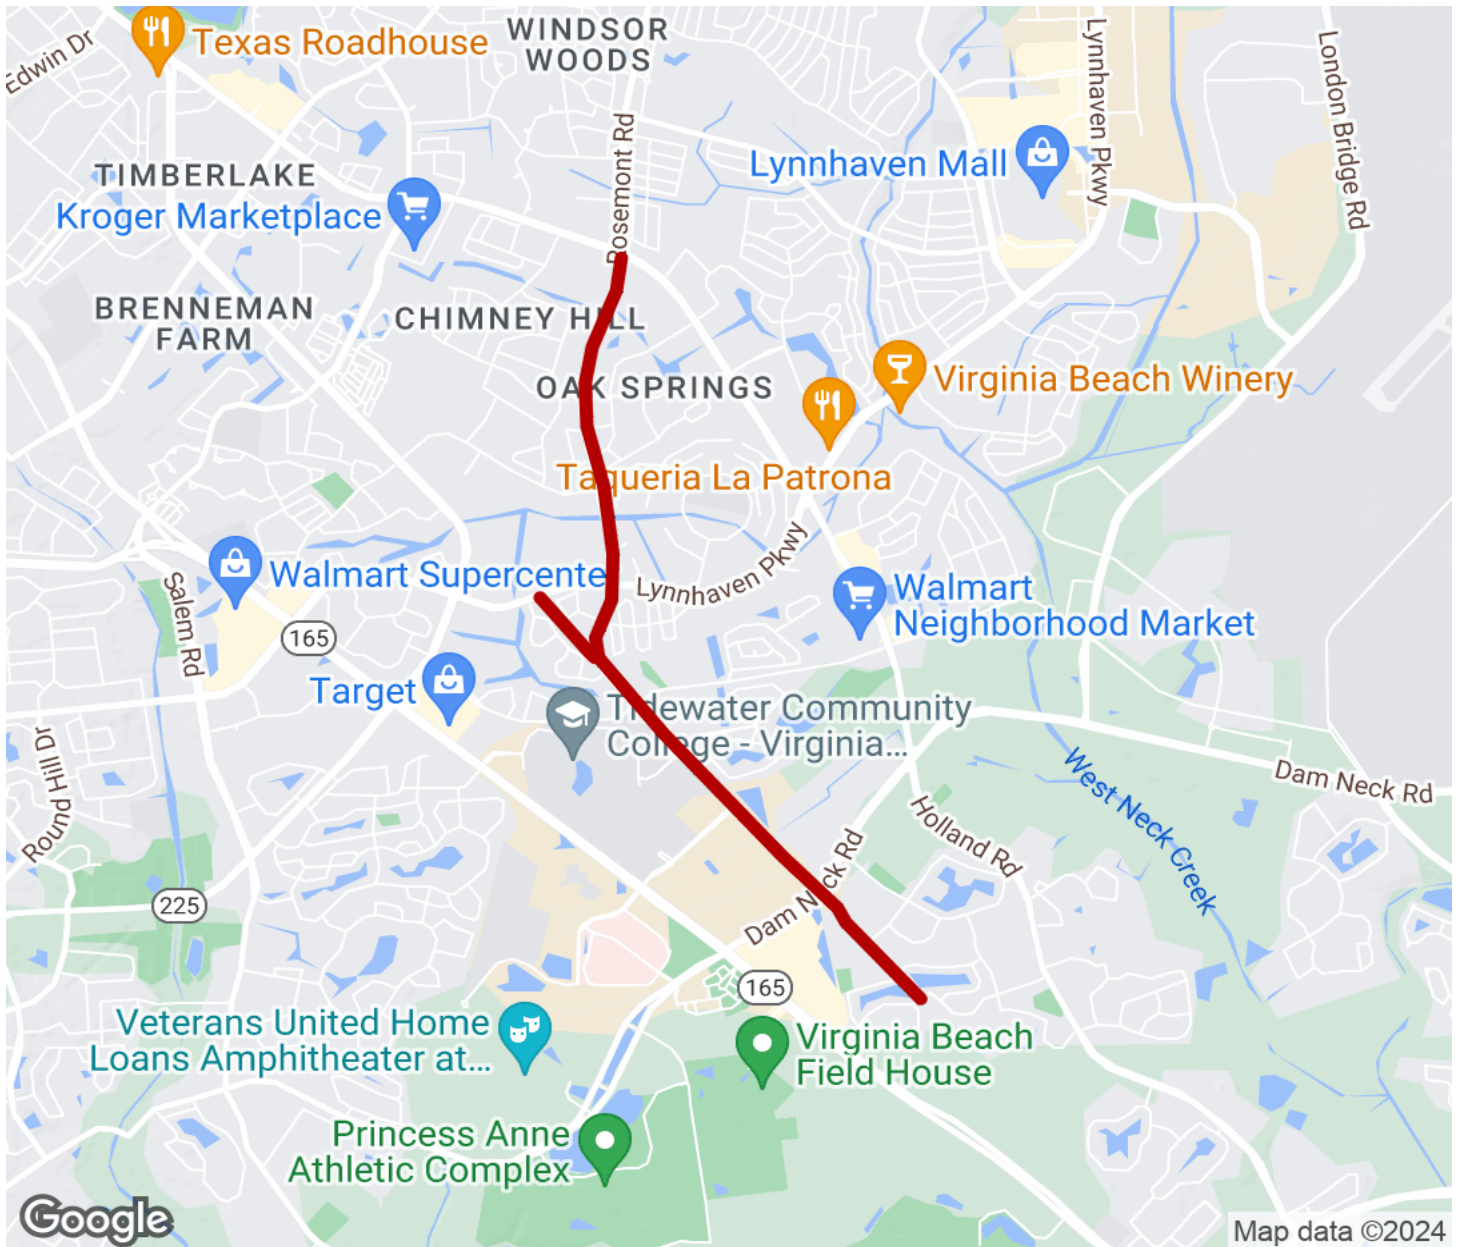 WINDSOR
WOODS
Edwin Dr
Texas Roadhouse
Lynnhaven Pkwy
London Bridge Rd
Rosemont Rd
Lynnhaven Mall
TIMBERLAKE
Kroger Marketplace
BRENNEMAN
FARM
CHIMNEY HILL
OAK SPRINGS
Virginia Beach Winery
Taqueria La Patrona
Lynnhaven Pkwy
Walmart Supercente
Salem Rd
165
Walmart
Neighborhood Market
Target
Tidewater Community
College - Virginia...
Round Hill Dr
West Neck Creek
Dam Neck Rd
Holland Rd
Dam Neck Rd
225
165
Veterans United Home
Loans Amphitheater at...
Virginia Beach
Field House
Princess Anne
Athletic Complex
Google
Map data ©2024